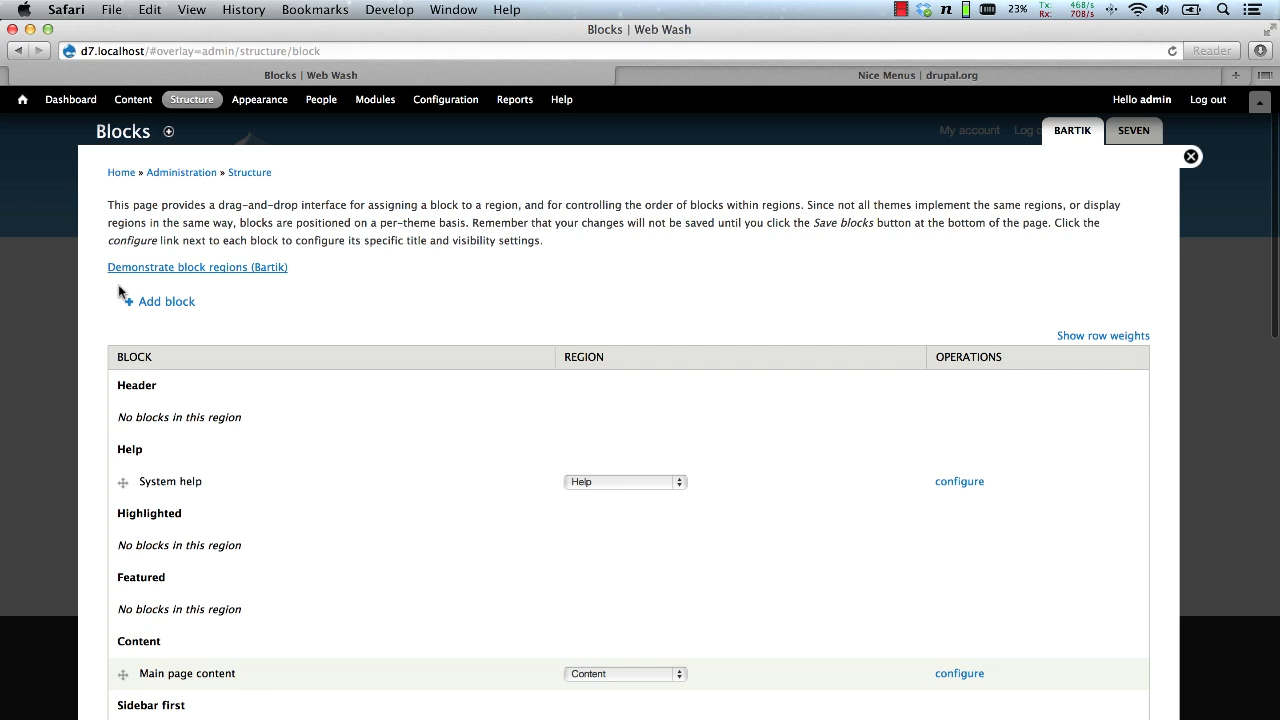 Safari File Edit View History Bookmarks Develop Window Help Tx: 468/s Rx: 708/s 23%
Blocks | Web Wash
d7.localhost/#overlay=admin/structure/block Reader
Blocks | Web Wash Nice Menus | drupal.org
Dashboard Content Structure Appearance People Modules Configuration Reports Help Hello admin Log out
Blocks My account Log o BARTIK SEVEN
Home » Administration » Structure
This page provides a drag-and-drop interface for assigning a block to a region, and for controlling the order of blocks within regions. Since not all themes implement the same regions, or display
regions in the same way, blocks are positioned on a per-theme basis. Remember that your changes will not be saved until you click the Save blocks button at the bottom of the page. Click the
configure link next to each block to configure its specific title and visibility settings.
Demonstrate block regions (Bartik)
+ Add block
Show row weights
BLOCK REGION OPERATIONS
Header
No blocks in this region
Help
System help Help configure
Highlighted
No blocks in this region
Featured
No blocks in this region
Content
Main page content Content configure
Sidebar first